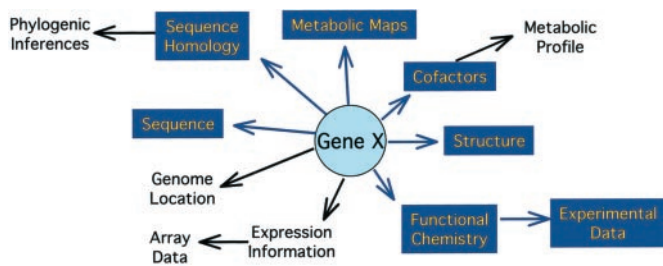 Phylogenic
Inferences
Sequence
Homology
Metabolic Maps
Metabolic
Profile
Cofactors
Sequence
Gene X
Structure
Genome
Location
Functional
Chemistry
Experimental
Data
Array
Data
Expression
Information